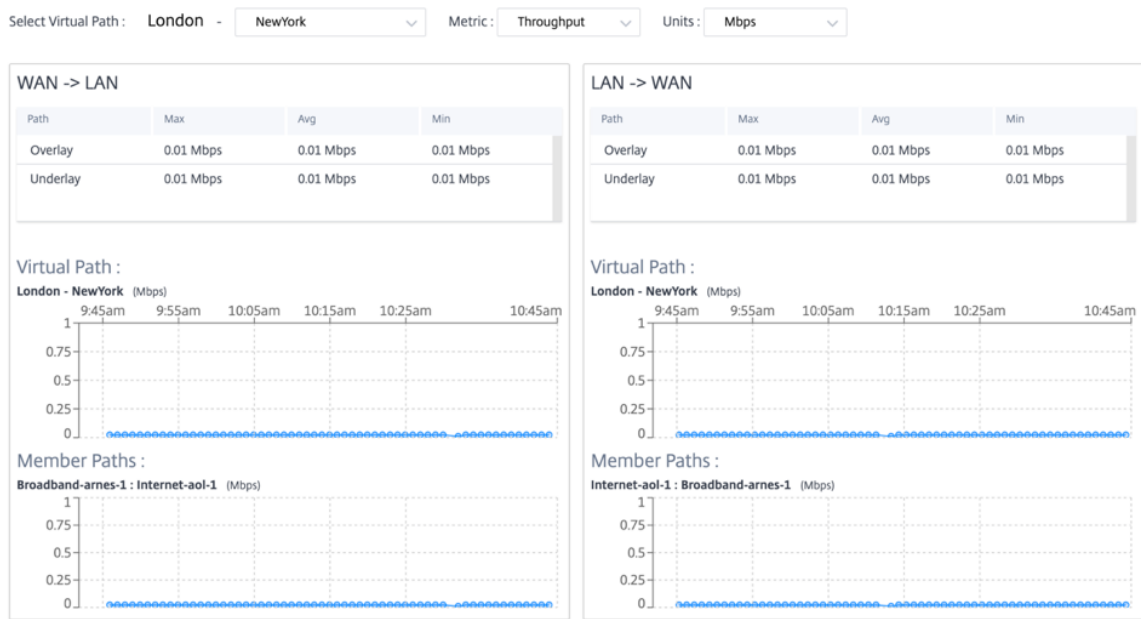 Select Virtual Path : London - NewYork Metric : Throughput Units : Mbps
WAN -> LAN
Path Max Avg Min
Overlay 0.01 Mbps 0.01 Mbps 0.01 Mbps
Underlay 0.01 Mbps 0.01 Mbps 0.01 Mbps
Virtual Path :
London - NewYork (Mbps)
9:45am 9:55am 10:05am 10:15am 10:25am 10:45am
1
0.75
0.5
0.25
0
Member Paths :
Broadband-arnes-1 : Internet-aol-1 (Mbps)
1
0.75
0.5
0.25
0
LAN -> WAN
Path Max Avg Min
Overlay 0.01 Mbps 0.01 Mbps 0.01 Mbps
Underlay 0.01 Mbps 0.01 Mbps 0.01 Mbps
Virtual Path :
London - NewYork (Mbps)
9:45am 9:55am 10:05am 10:15am 10:25am 10:45am
1
0.75
0.5
0.25
0
Member Paths :
Internet-aol-1 : Broadband-arnes-1 (Mbps)
1
0.75
0.5
0.25
0